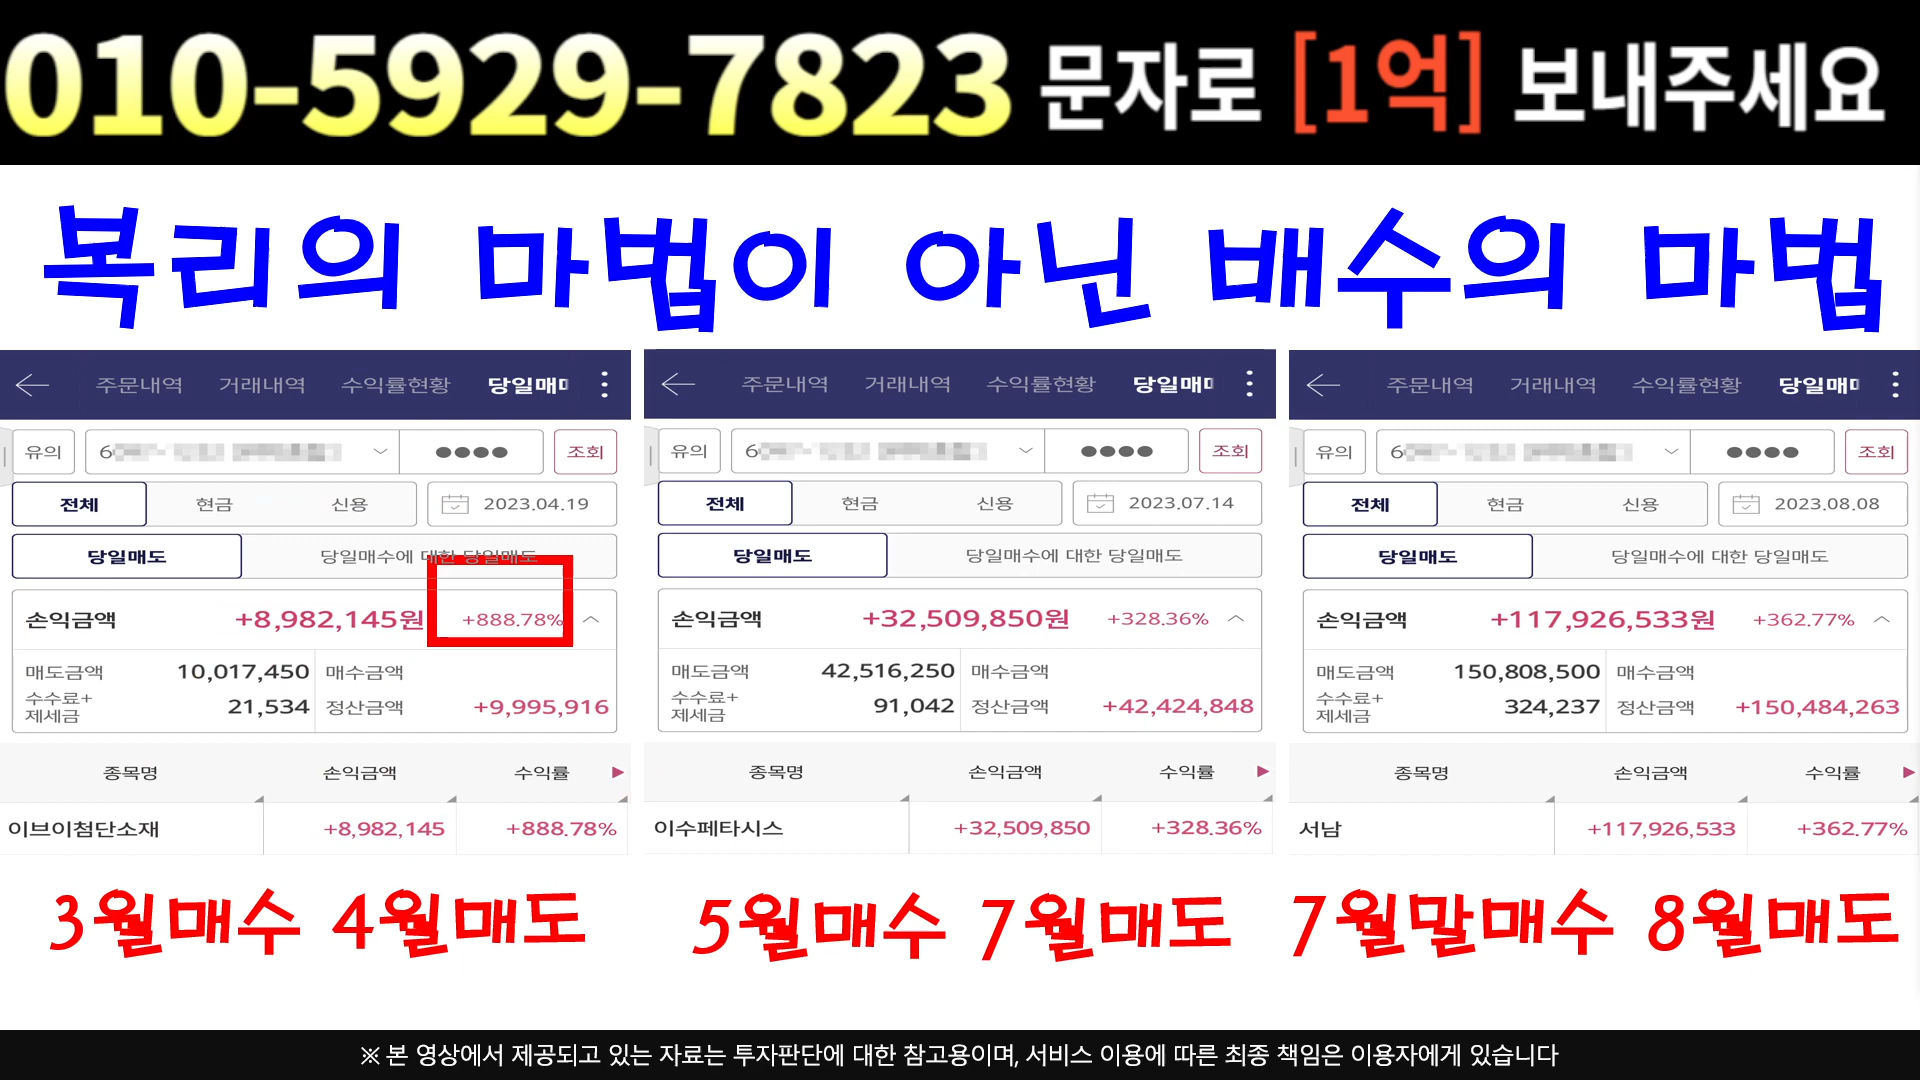 010-5929-7823 문자로 [1억] 보내주세요
복리의 마법이 아닌 배수의 마법
주문내역 거래내역 수익률현황 당일매
유의 6 ●●●● 조회
전체 현금 신용 2023.04.19
당일매도 당일매수에 대한 당일매도
손익금액 +8,982,145원 +888.78%
매도금액 10,017,450 매수금액
수수료+
제세금 21,534 정산금액 +9,995,916
종목명 손익금액 수익률
이브이첨단소재 +8,982,145 +888.78%
3월매수 4월매도
주문내역 거래내역 수익률현황 당일매
유의 6 ●●●● 조회
전체 현금 신용 2023.07.14
당일매도 당일매수에 대한 당일매도
손익금액 +32,509,850원 +328.36%
매도금액 42,516,250 매수금액
수수료+
제세금 91,042 정산금액 +42,424,848
종목명 손익금액 수익률
이수페타시스 +32,509,850 +328.36%
5월매수 7월매도
주문내역 거래내역 수익률현황 당일매
유의 6 ●●●● 조회
전체 현금 신용 2023.08.08
당일매도 당일매수에 대한 당일매도
손익금액 +117,926,533원 +362.77%
매도금액 150,808,500 매수금액
수수료+
제세금 324,237 정산금액 +150,484,263
종목명 손익금액 수익률
서남 +117,926,533 +362.77%
7월말매수 8월매도
※ 본 영상에서 제공되고 있는 자료는 투자판단에 대한 참고용이며, 서비스 이용에 따른 최종 책임은 이용자에게 있습니다